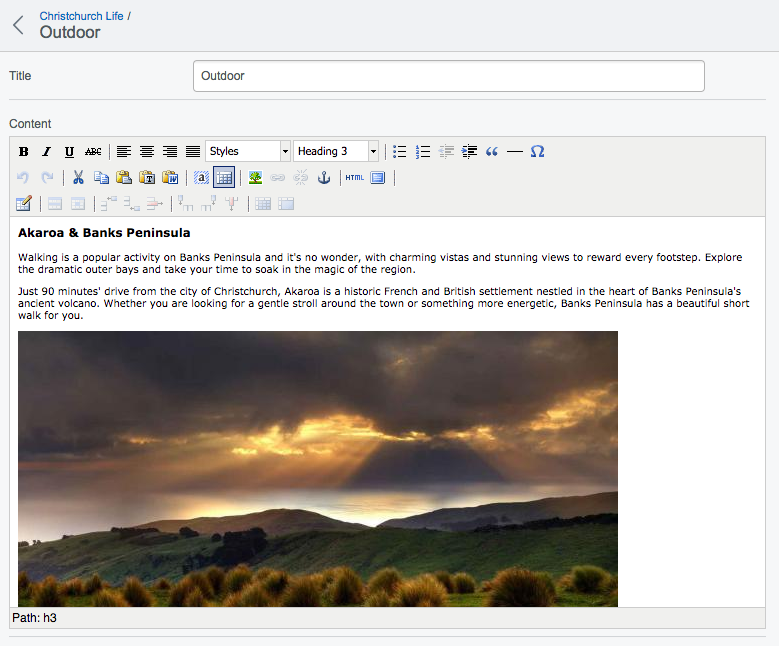 Christchurch Life /
Outdoor
Title
Outdoor
Content
B I U ABC Styles Heading 3 “ Ω
HTML
Akaroa & Banks Peninsula
Walking is a popular activity on Banks Peninsula and it's no wonder, with charming vistas and stunning views to reward every footstep. Explore
the dramatic outer bays and take your time to soak in the magic of the region.
Just 90 minutes' drive from the city of Christchurch, Akaroa is a historic French and British settlement nestled in the heart of Banks Peninsula's
ancient volcano. Whether you are looking for a gentle stroll around the town or something more energetic, Banks Peninsula has a beautiful short
walk for you.
Path: h3